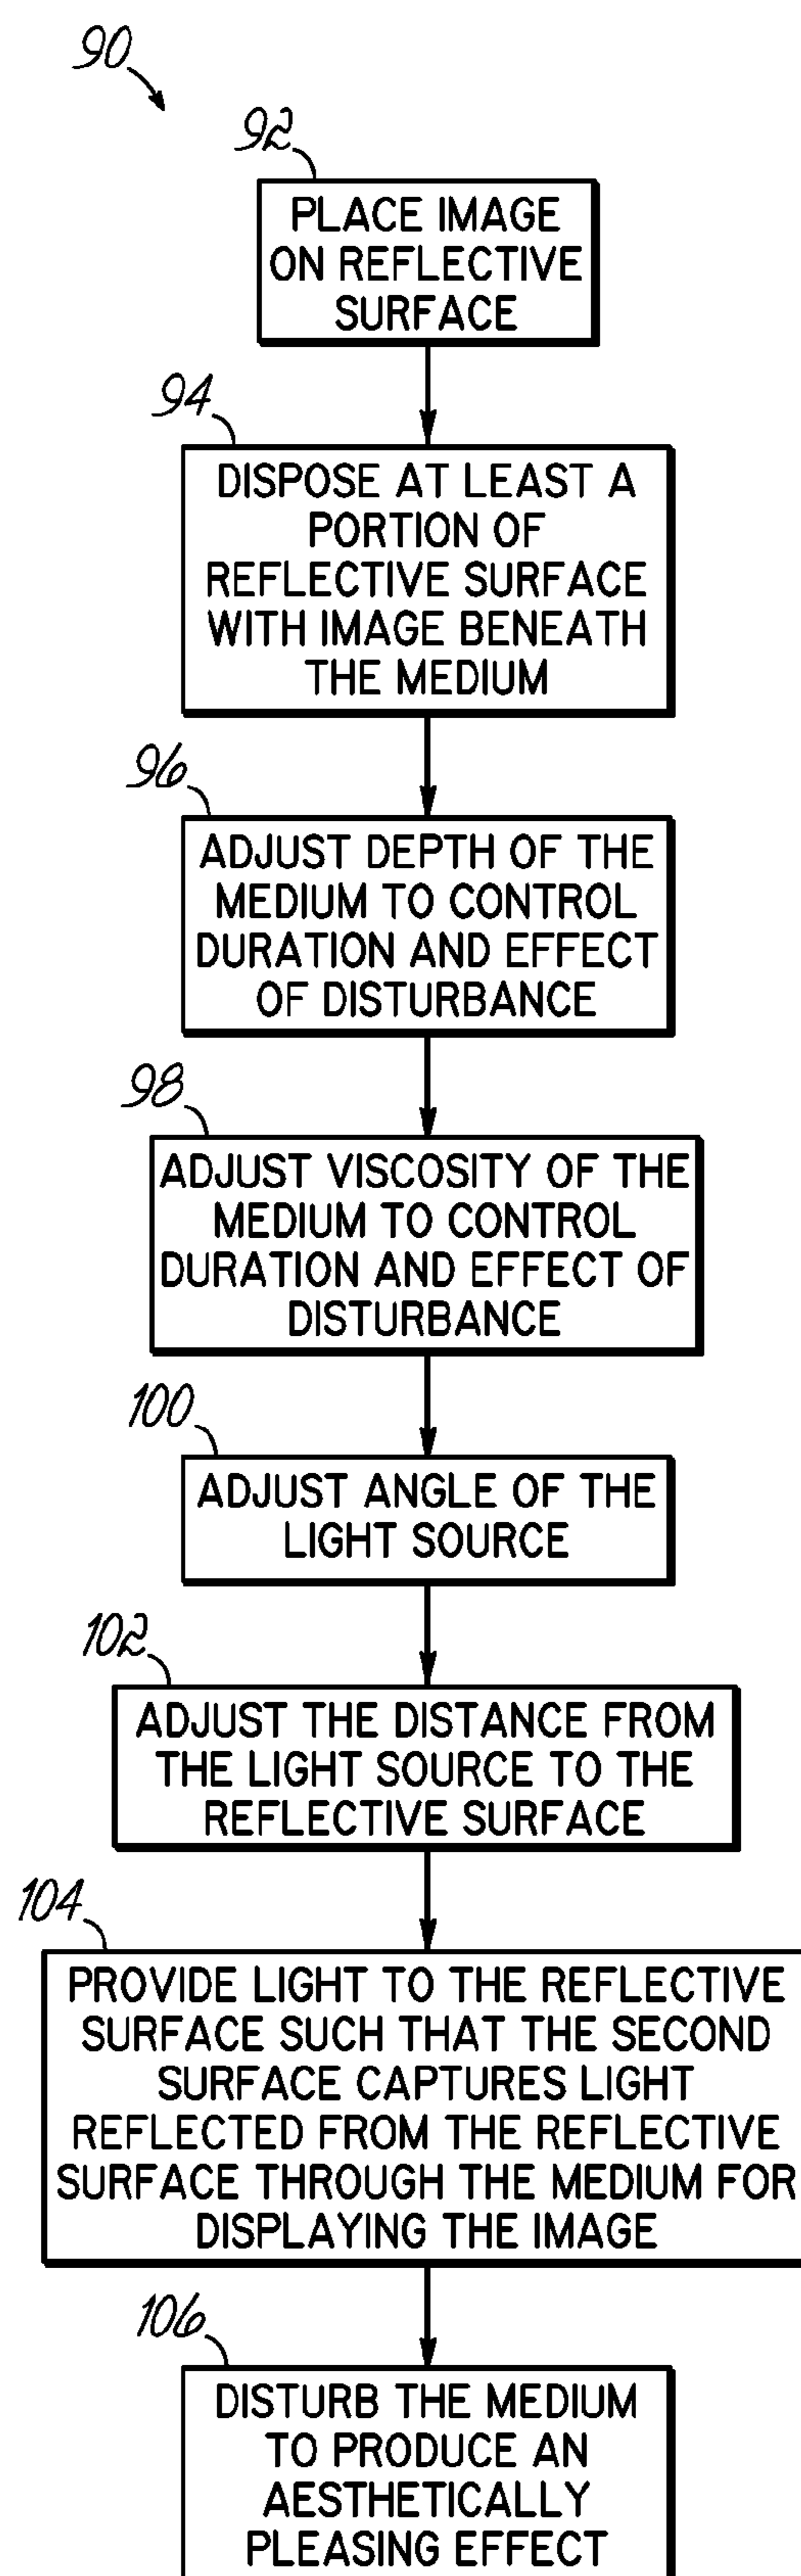 90
92
PLACE IMAGE
ON REFLECTIVE
SURFACE
94
DISPOSE AT LEAST A
PORTION OF
REFLECTIVE SURFACE
WITH IMAGE BENEATH
THE MEDIUM
96
ADJUST DEPTH OF THE
MEDIUM TO CONTROL
DURATION AND EFFECT
OF DISTURBANCE
98
ADJUST VISCOSITY OF THE
MEDIUM TO CONTROL
DURATION AND EFFECT OF
DISTURBANCE
100
ADJUST ANGLE OF THE
LIGHT SOURCE
102
ADJUST THE DISTANCE FROM
THE LIGHT SOURCE TO THE
REFLECTIVE SURFACE
104
PROVIDE LIGHT TO THE REFLECTIVE
SURFACE SUCH THAT THE SECOND
SURFACE CAPTURES LIGHT
REFLECTED FROM THE REFLECTIVE
SURFACE THROUGH THE MEDIUM FOR
DISPLAYING THE IMAGE
106
DISTURB THE MEDIUM
TO PRODUCE AN
AESTHETICALLY
PLEASING EFFECT